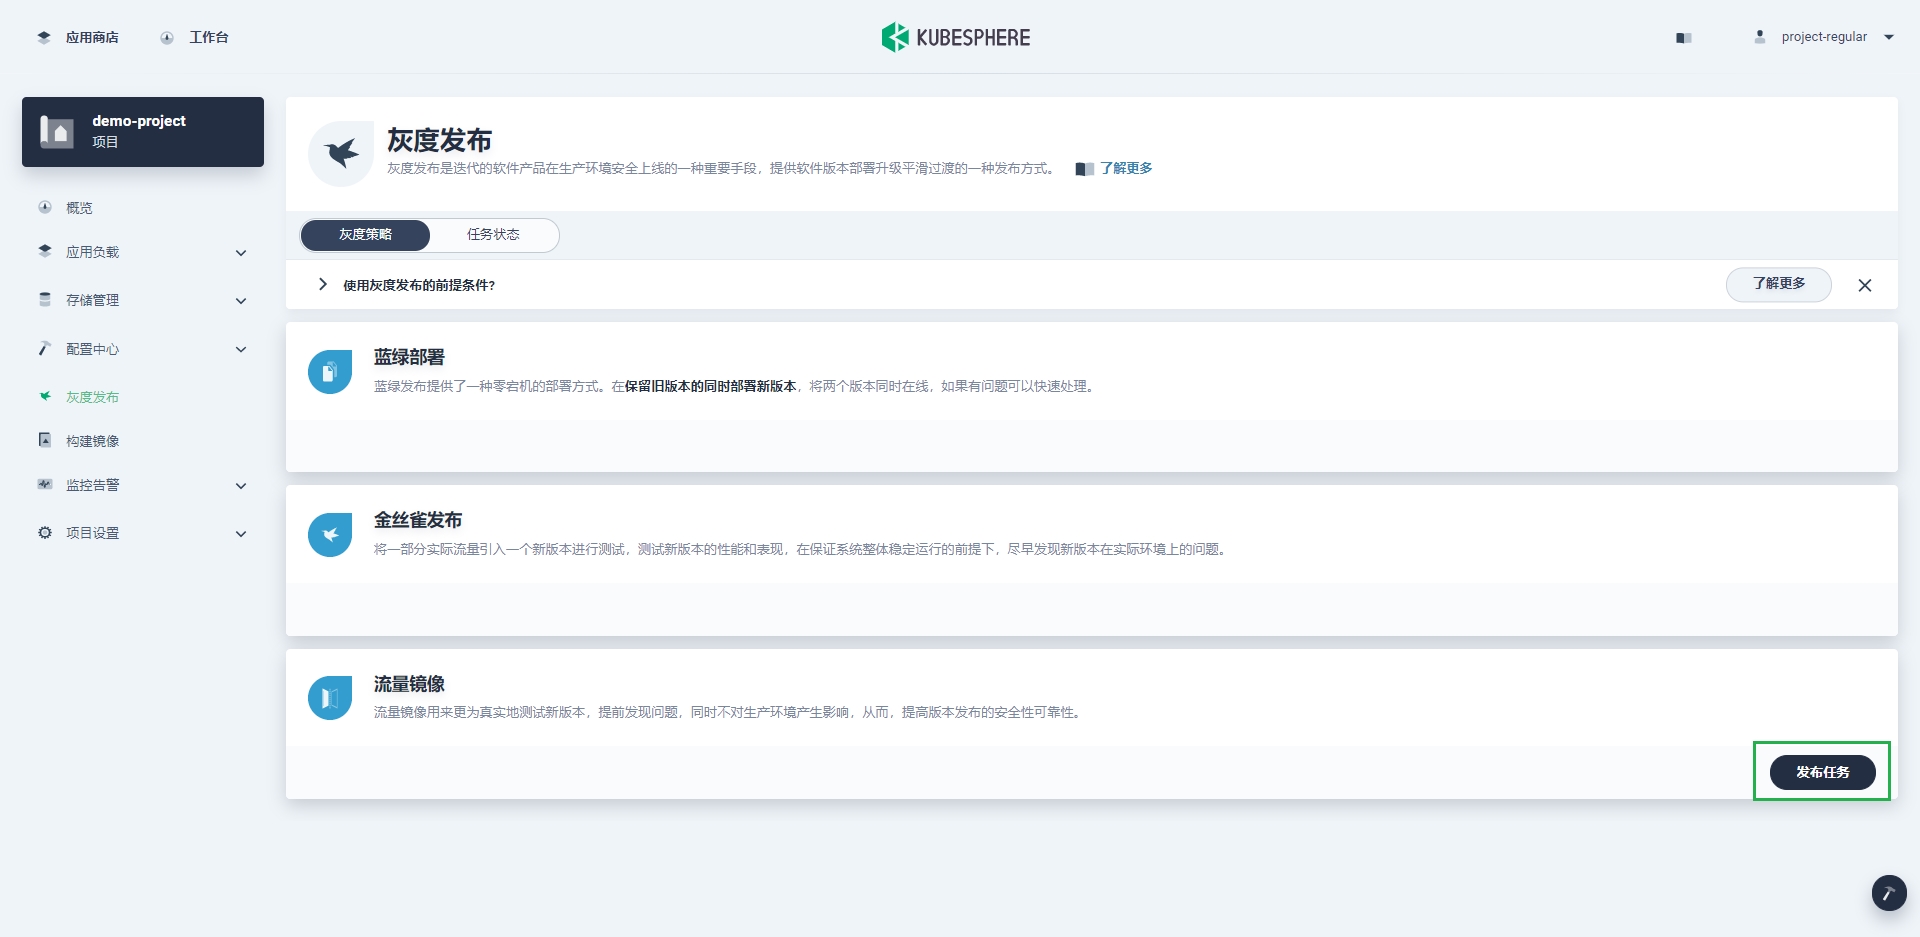 应用商店
工作台
KUBESPHERE
project-regular
demo-project
项目
概览
应用负载
存储管理
配置中心
灰度发布
构建镜像
监控告警
项目设置
灰度发布
灰度发布是迭代的软件产品在生产环境安全上线的一种重要手段，提供软件版本部署升级平滑过渡的一种发布方式。
了解更多
灰度策略
任务状态
使用灰度发布的前提条件?
了解更多
蓝绿部署
蓝绿发布提供了一种零宕机的部署方式。在保留旧版本的同时部署新版本，将两个版本同时在线，如果有问题可以快速处理。
金丝雀发布
将一部分实际流量引入一个新版本进行测试，测试新版本的性能和表现，在保证系统整体稳定运行的前提下，尽早发现新版本在实际环境上的问题。
流量镜像
流量镜像用来更为真实地测试新版本，提前发现问题，同时不对生产环境产生影响，从而，提高版本发布的安全性可靠性。
发布任务